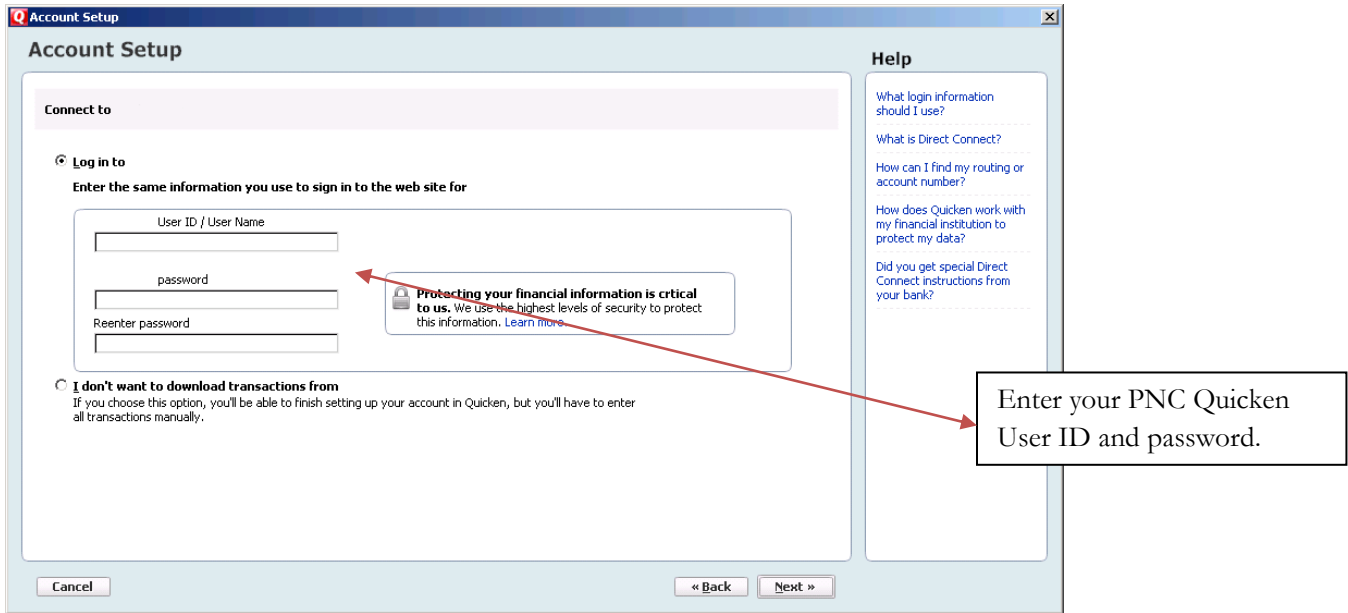 Account Setup
Account Setup
Connect to
Log in to
Enter the same information you use to sign in to the web site for
User ID / User Name
password
Reenter password
Protecting your financial information is crtical
to us. We use the highest levels of security to protect
this information. Learn more.
I don't want to download transactions from
If you choose this option, you'll be able to finish setting up your account in Quicken, but you'll have to enter
all transactions manually.
Help
What login information
should I use?
What is Direct Connect?
How can I find my routing or
account number?
How does Quicken work with
my financial institution to
protect my data?
Did you get special Direct
Connect instructions from
your bank?
Enter your PNC Quicken
User ID and password.
Cancel
« Back
Next »